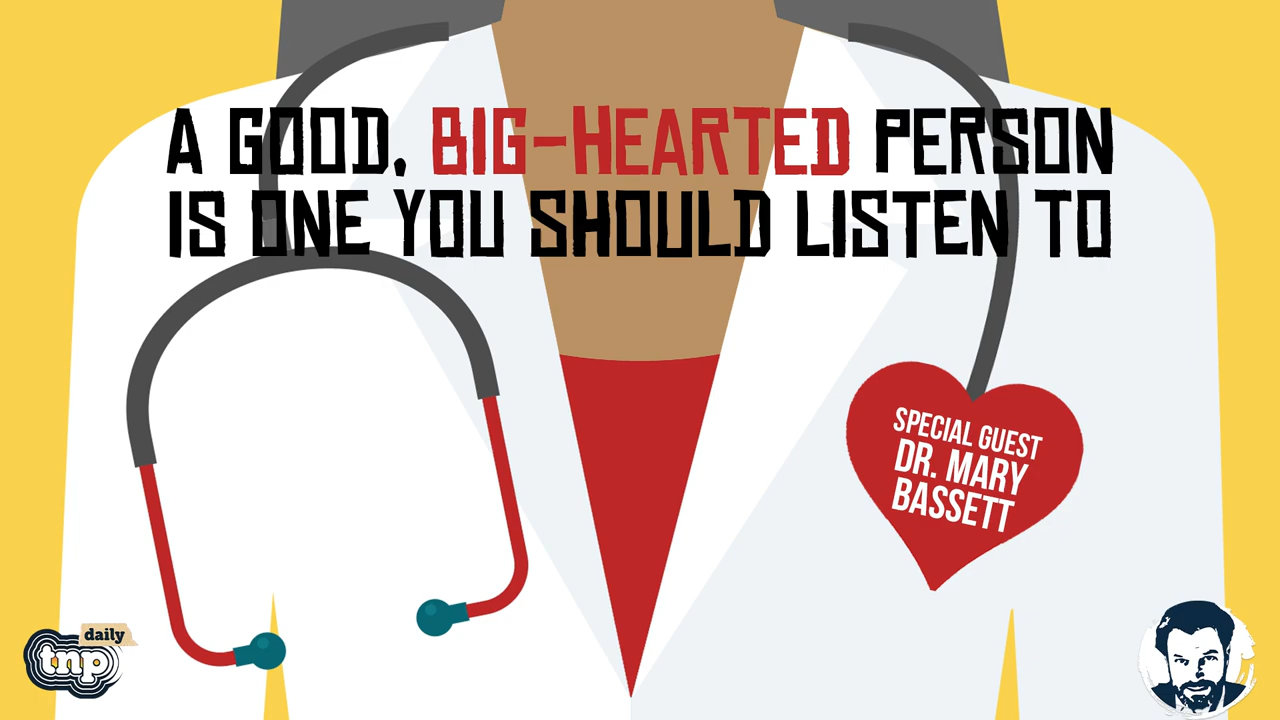 A GOOD, BIG-HEARTED PERSON
IS ONE YOU SHOULD LISTEN TO
SPECIAL GUEST
DR. MARY
BASSETT
daily
tnp